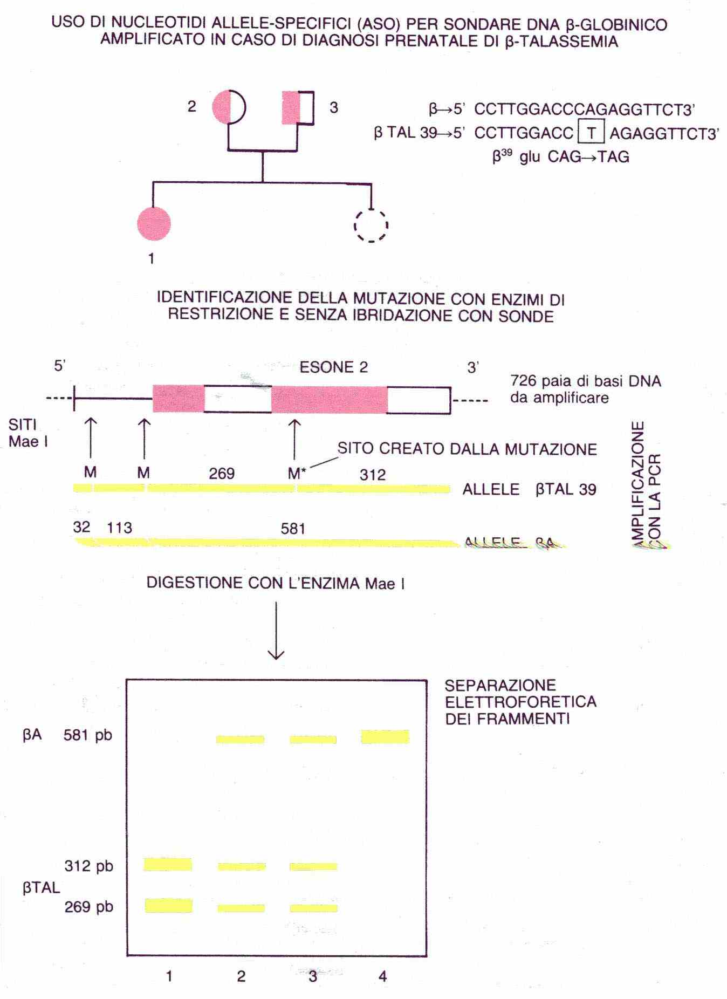 USO DI NUCLEOTIDI ALLELE-SPECIFICI (ASO) PER SONDARE DNA β-GLOBINICO
AMPLIFICATO IN CASO DI DIAGNOSI PRENATALE DI β-TALASSEMIA
2
3
β→5' CCTTGGACCCAGAGGTTCT3'
β TAL 39→5' CCTTGGACC T AGAGGTTCT3'
β³⁹ glu CAG→TAG
1
IDENTIFICAZIONE DELLA MUTAZIONE CON ENZIMI DI
RESTRIZIONE E SENZA IBRIDAZIONE CON SONDE
5' ESONE 2 3'
726 paia di basi DNA
da amplificare
SITI
Mae I
SITO CREATO DALLA MUTAZIONE
M M 269 M* 312
ALLELE βTAL 39
32 113 581
ALLELE βA
AMPLIFICAZIONE
CON LA PCR
DIGESTIONE CON L'ENZIMA Mae I
SEPARAZIONE
ELETTROFORETICA
DEI FRAMMENTI
βA 581 pb
312 pb
βTAL
269 pb
1 2 3 4